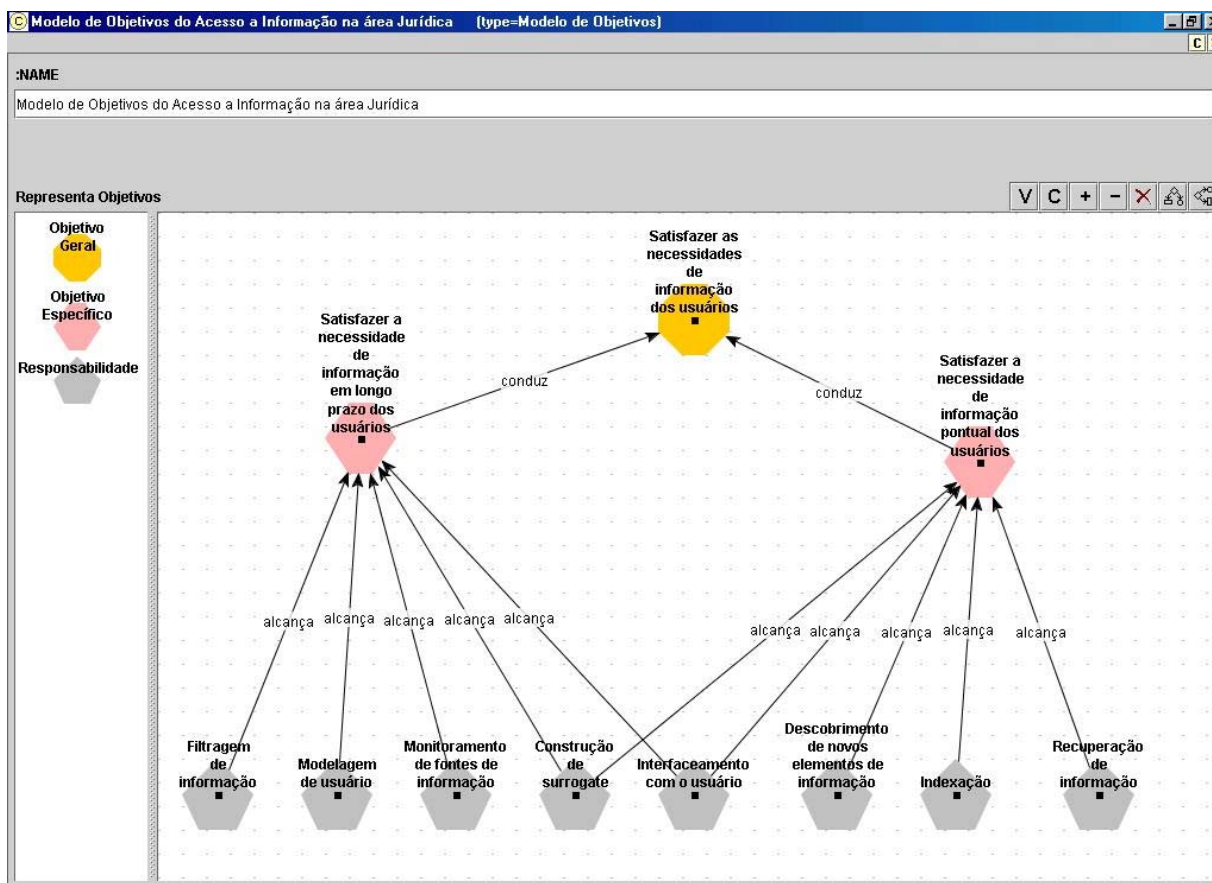 Modelo de Objetivos do Acesso a Informação na área Jurídica (type=Modelo de Objetivos)
C
:NAME
Modelo de Objetivos do Acesso a Informação na área Jurídica
Representa Objetivos
V C + −
Objetivo
Geral
Objetivo
Específico
Responsabilidade
Satisfazer as
necessidades
de
informação
dos usuários
Satisfazer a
necessidade
de
informação
em longo
prazo dos
usuários
Satisfazer a
necessidade
de
informação
pontual dos
usuários
conduz
conduz
alcança alcança alcança alcança alcança
alcança alcança alcança alcança alcança
Filtragem
de
informação
Modelagem
de usuário
Monitoramento
de fontes de
informação
Construção
de
surrogate
Interfaceamento
com o usuário
Descobrimento
de novos
elementos de
informação
Indexação
Recuperação
de
informação